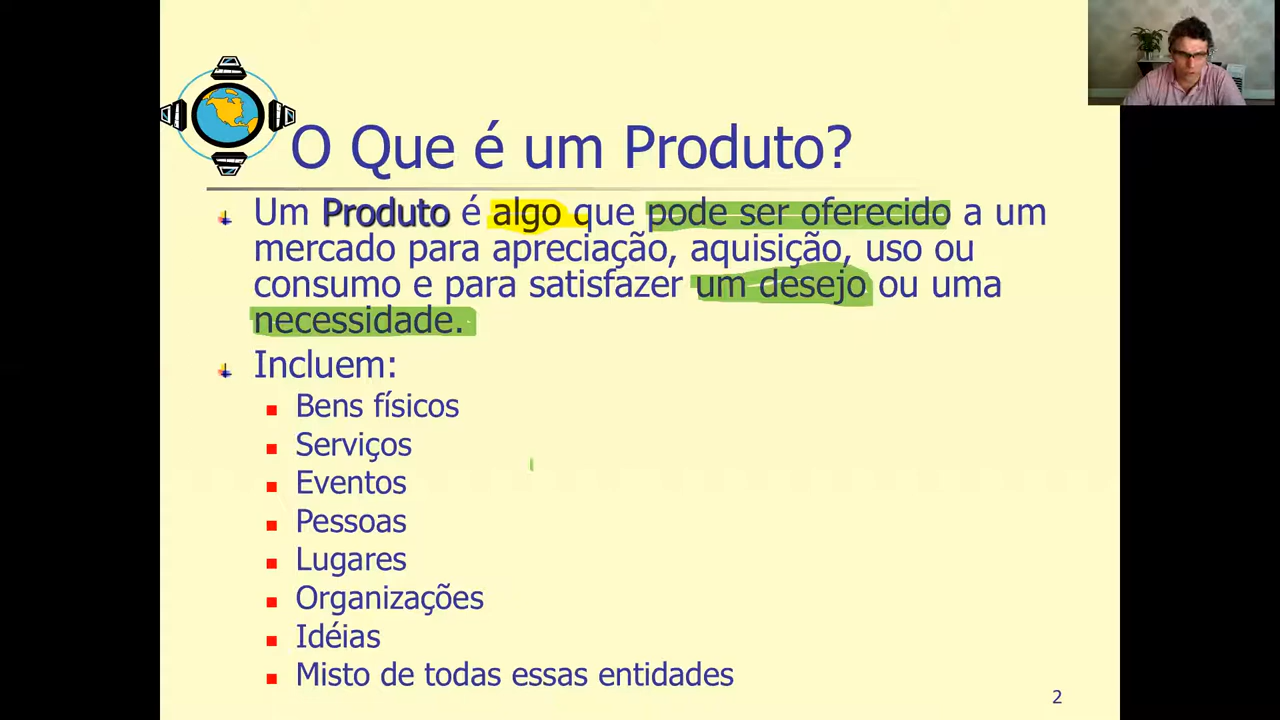 O Que é um Produto?
Um Produto é algo que pode ser oferecido a um
mercado para apreciação, aquisição, uso ou
consumo e para satisfazer um desejo ou uma
necessidade.
Incluem:
Bens físicos
Serviços
Eventos
Pessoas
Lugares
Organizações
Idéias
Misto de todas essas entidades
2